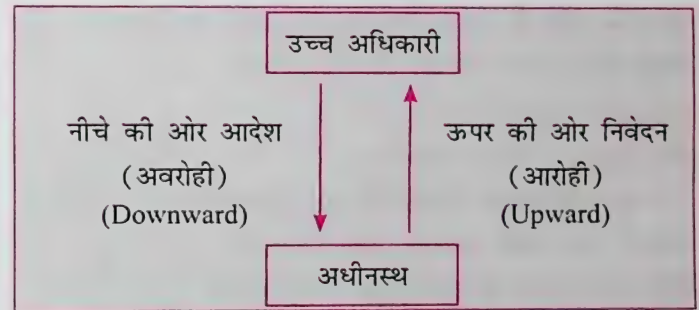 उच्च अधिकारी
नीचे की ओर आदेश
(अवरोही)
(Downward)
ऊपर की ओर निवेदन
(आरोही)
(Upward)
अधीनस्थ